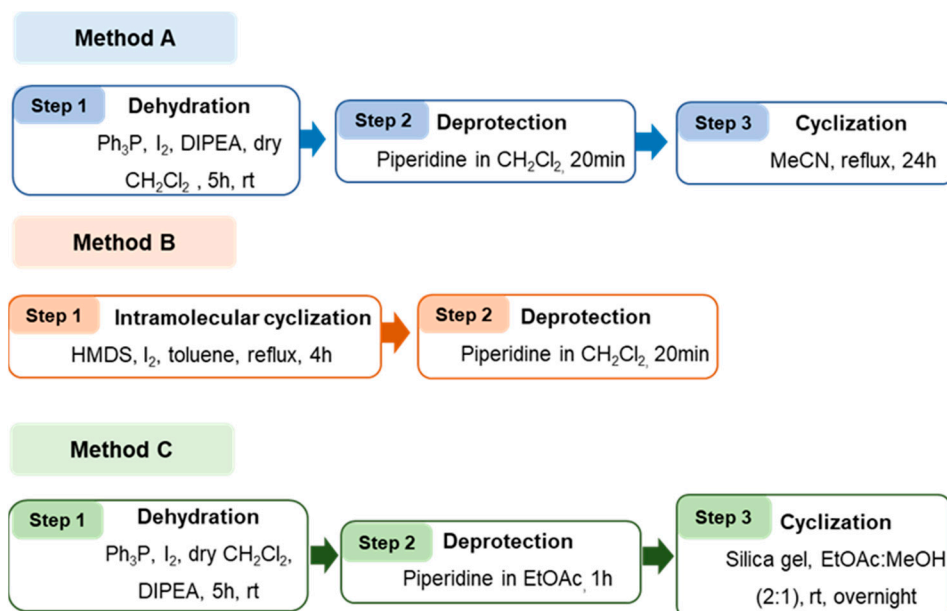 Method A
Step 1
Dehydration
Ph₃P, I₂, DIPEA, dry
CH₂Cl₂ , 5h, rt
Step 2
Deprotection
Piperidine in CH₂Cl₂, 20min
Step 3
Cyclization
MeCN, reflux, 24h
Method B
Step 1
Intramolecular cyclization
HMDS, I₂, toluene, reflux, 4h
Step 2
Deprotection
Piperidine in CH₂Cl₂, 20min
Method C
Step 1
Dehydration
Ph₃P, I₂, dry CH₂Cl₂,
DIPEA, 5h, rt
Step 2
Deprotection
Piperidine in EtOAc, 1h
Step 3
Cyclization
Silica gel, EtOAc:MeOH
(2:1), rt, overnight